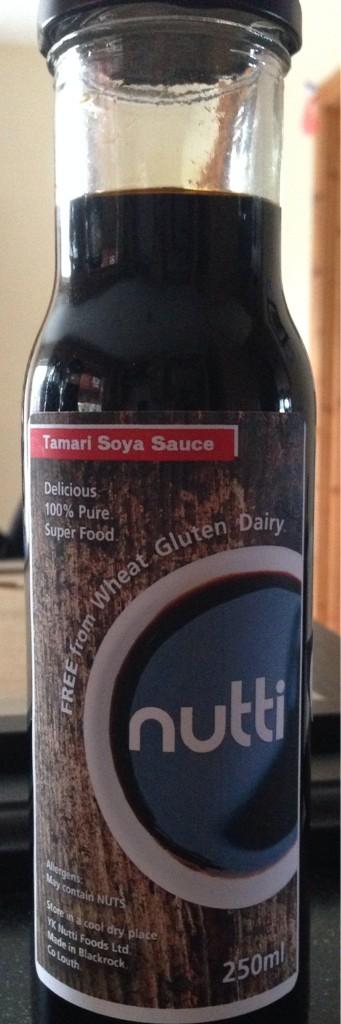 Tamari Soya Sauce
Delicious.
100% Pure.
Super Food.
FREE from Wheat Gluten Dairy.
nutti
Allergens:
May contain NUTS.
Store in a cool dry place
YK Nutti Foods Ltd.
Made in Blackrock.
Co Louth.
250ml